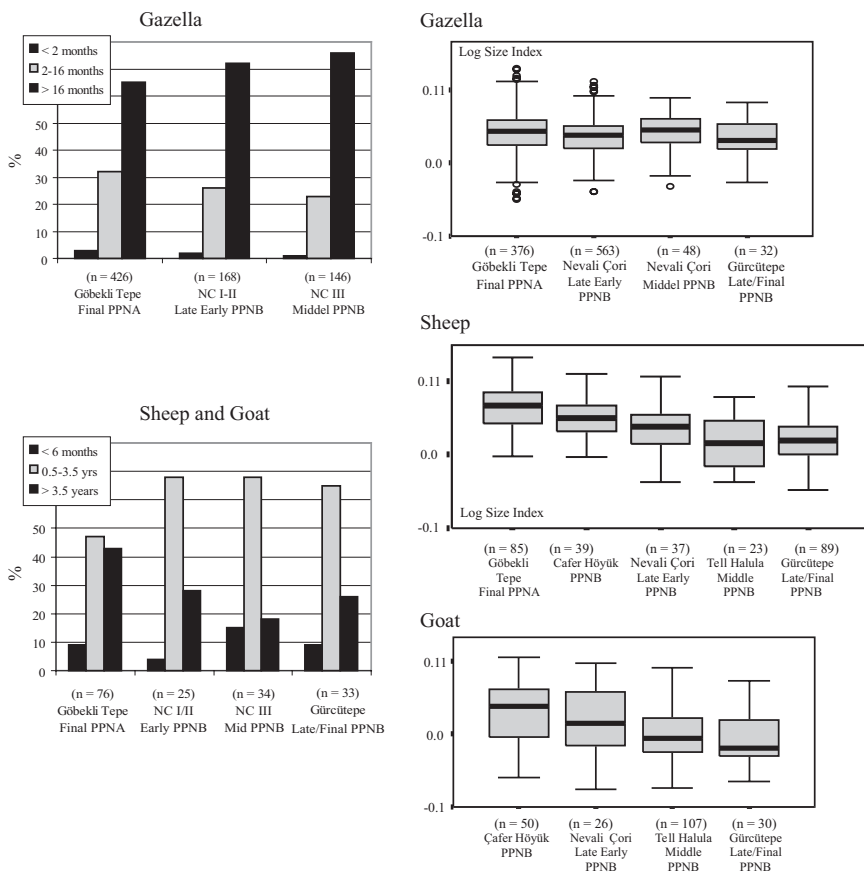 Gazella
< 2 months
2-16 months
> 16 months
50
40
30
20
10
0
%
(n = 426) (n = 168) (n = 146)
Göbekli Tepe NC I-II NC III
Final PPNA Late Early PPNB Middel PPNB
Sheep and Goat
< 6 months
0.5-3.5 yrs
> 3.5 years
50
40
30
20
10
0
%
(n = 76) (n = 25) (n = 34) (n = 33)
Göbekli Tepe NC I/II NC III Gürcütepe
Final PPNA Early PPNB Mid PPNB Late/Final PPNB
Gazella
Log Size Index
0.11
0.0
-0.1
(n = 376) (n = 563) (n = 48) (n = 32)
Göbekli Tepe Nevali Çori Nevali Çori Gürcütepe
Final PPNA Late Early Middel PPNB Late/Final
PPNB PPNB
Sheep
0.11
0.0
Log Size Index
-0.1
(n = 85) (n = 39) (n = 37) (n = 23) (n = 89)
Göbekli Cafer Höyük Nevali Çori Tell Halula Gürcütepe
Tepe PPNB Late Early Middle Late/Final
Final PPNA PPNB PPNB PPNB
Goat
0.11
0.0
-0.1
(n = 50) (n = 26) (n = 107) (n = 30)
Çafer Höyük Nevali Çori Tell Halula Gürcütepe
PPNB Late Early Middle Late/Final
PPNB PPNB PPNB